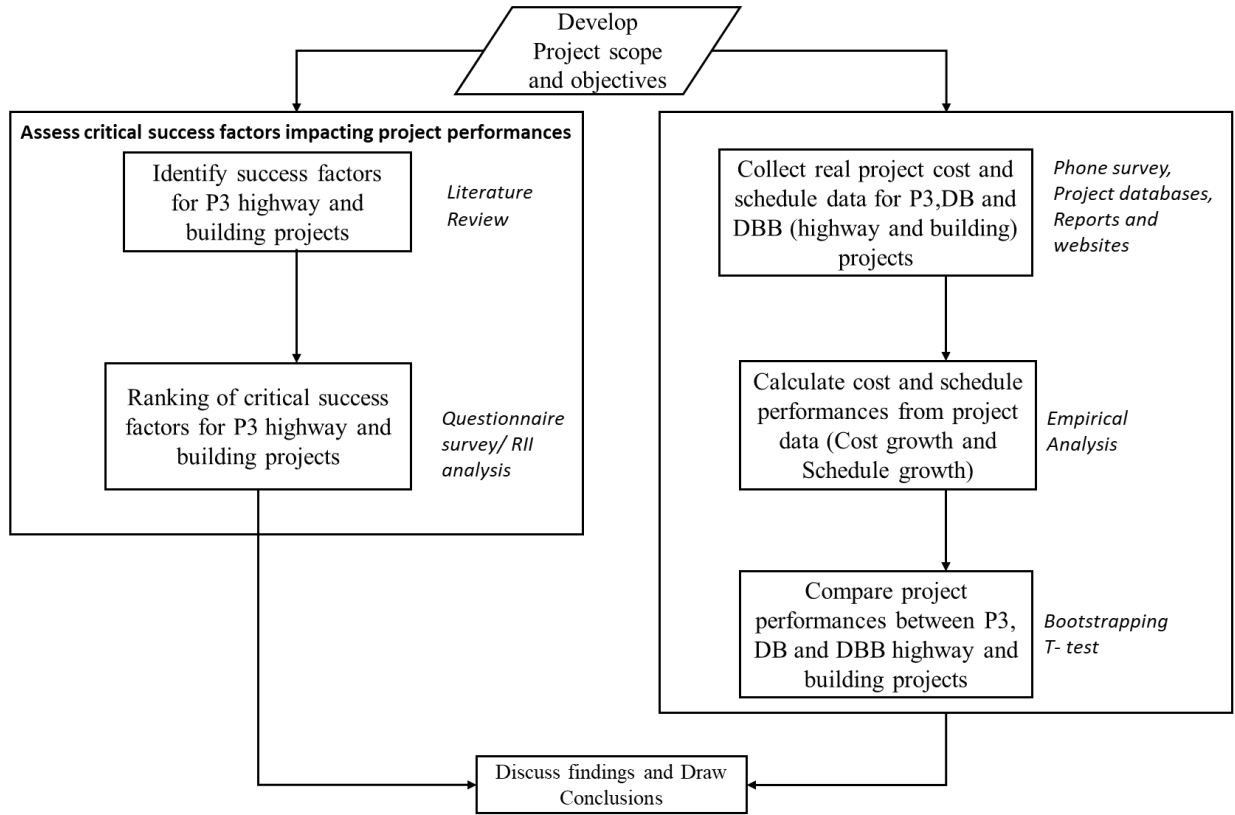 Develop
Project scope
and objectives
Assess critical success factors impacting project performances
Identify success factors
for P3 highway and
building projects
Literature
Review
Ranking of critical success
factors for P3 highway and
building projects
Questionnaire
survey/ RII
analysis
Collect real project cost and
schedule data for P3,DB and
DBB (highway and building)
projects
Phone survey,
Project databases,
Reports and
websites
Calculate cost and schedule
performances from project
data (Cost growth and
Schedule growth)
Empirical
Analysis
Compare project
performances between P3,
DB and DBB highway and
building projects
Bootstrapping
T- test
Discuss findings and Draw
Conclusions